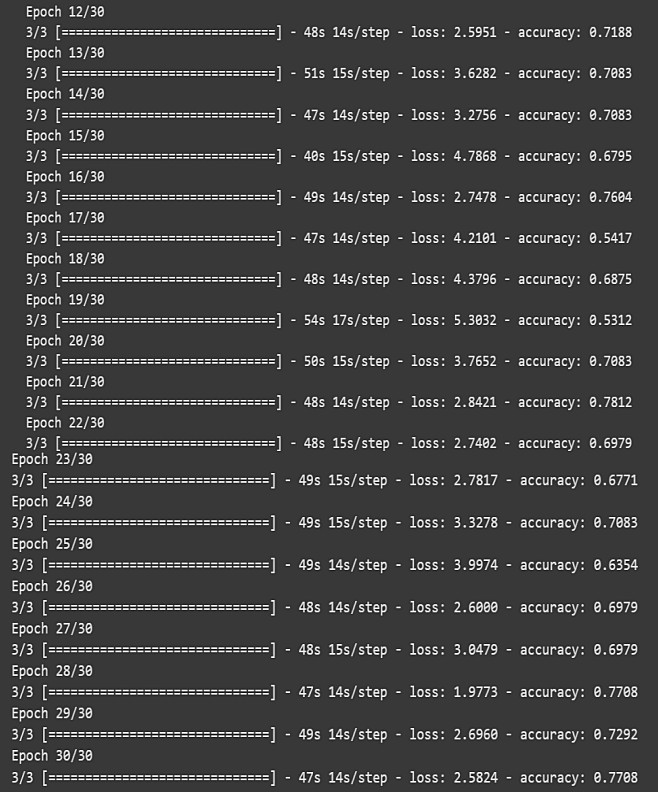 Epoch 12/30
3/3 [==============================] - 48s 14s/step - loss: 2.5951 - accuracy: 0.7188
Epoch 13/30
3/3 [==============================] - 51s 15s/step - loss: 3.6282 - accuracy: 0.7083
Epoch 14/30
3/3 [==============================] - 47s 14s/step - loss: 3.2756 - accuracy: 0.7083
Epoch 15/30
3/3 [==============================] - 40s 15s/step - loss: 4.7868 - accuracy: 0.6795
Epoch 16/30
3/3 [==============================] - 49s 14s/step - loss: 2.7478 - accuracy: 0.7604
Epoch 17/30
3/3 [==============================] - 47s 14s/step - loss: 4.2101 - accuracy: 0.5417
Epoch 18/30
3/3 [==============================] - 48s 14s/step - loss: 4.3796 - accuracy: 0.6875
Epoch 19/30
3/3 [==============================] - 54s 17s/step - loss: 5.3032 - accuracy: 0.5312
Epoch 20/30
3/3 [==============================] - 50s 15s/step - loss: 3.7652 - accuracy: 0.7083
Epoch 21/30
3/3 [==============================] - 48s 14s/step - loss: 2.8421 - accuracy: 0.7812
Epoch 22/30
3/3 [==============================] - 48s 15s/step - loss: 2.7402 - accuracy: 0.6979
Epoch 23/30
3/3 [==============================] - 49s 15s/step - loss: 2.7817 - accuracy: 0.6771
Epoch 24/30
3/3 [==============================] - 49s 15s/step - loss: 3.3278 - accuracy: 0.7083
Epoch 25/30
3/3 [==============================] - 49s 14s/step - loss: 3.9974 - accuracy: 0.6354
Epoch 26/30
3/3 [==============================] - 48s 14s/step - loss: 2.6000 - accuracy: 0.6979
Epoch 27/30
3/3 [==============================] - 48s 15s/step - loss: 3.0479 - accuracy: 0.6979
Epoch 28/30
3/3 [==============================] - 47s 14s/step - loss: 1.9773 - accuracy: 0.7708
Epoch 29/30
3/3 [==============================] - 49s 14s/step - loss: 2.6960 - accuracy: 0.7292
Epoch 30/30
3/3 [==============================] - 47s 14s/step - loss: 2.5824 - accuracy: 0.7708